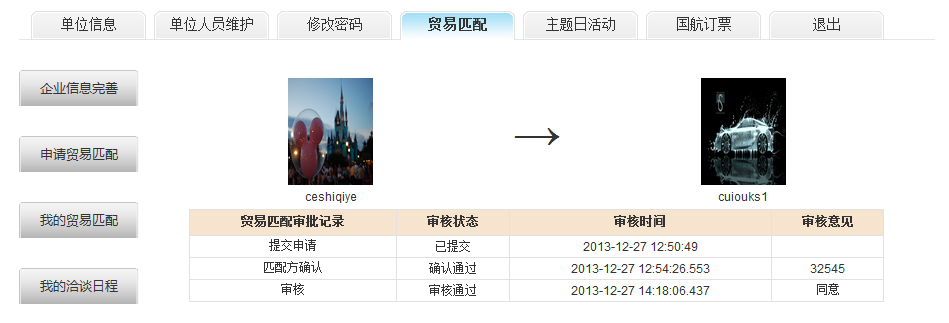 单位信息 单位人员维护 修改密码 贸易匹配 主题日活动 国航订票 退出
企业信息完善
申请贸易匹配
我的贸易匹配
我的洽谈日程
ceshiqiye cuiouks1
贸易匹配审批记录 审核状态 审核时间 审核意见
提交申请 已提交 2013-12-27 12:50:49
匹配方确认 确认通过 2013-12-27 12:54:26.553 32545
审核 审核通过 2013-12-27 14:18:06.437 同意